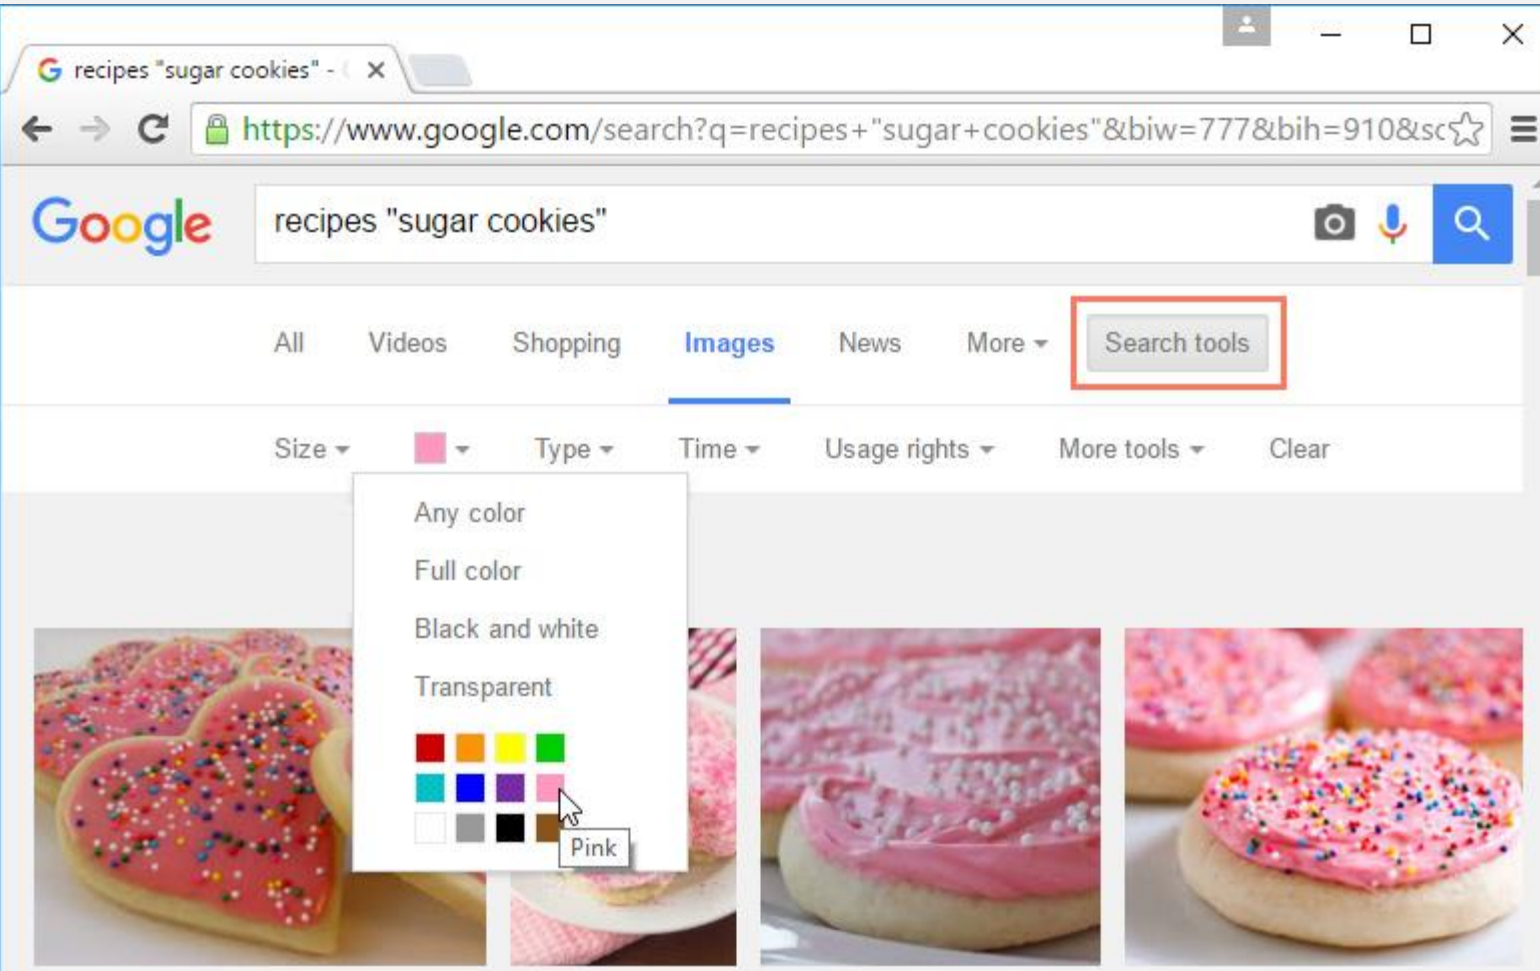 recipes "sugar cookies" -
https://www.google.com/search?q=recipes+"sugar+cookies"&biw=777&bih=910&sc
Google
recipes "sugar cookies"
All Videos Shopping Images News More Search tools
Size Type Time Usage rights More tools Clear
Any color
Full color
Black and white
Transparent
Pink